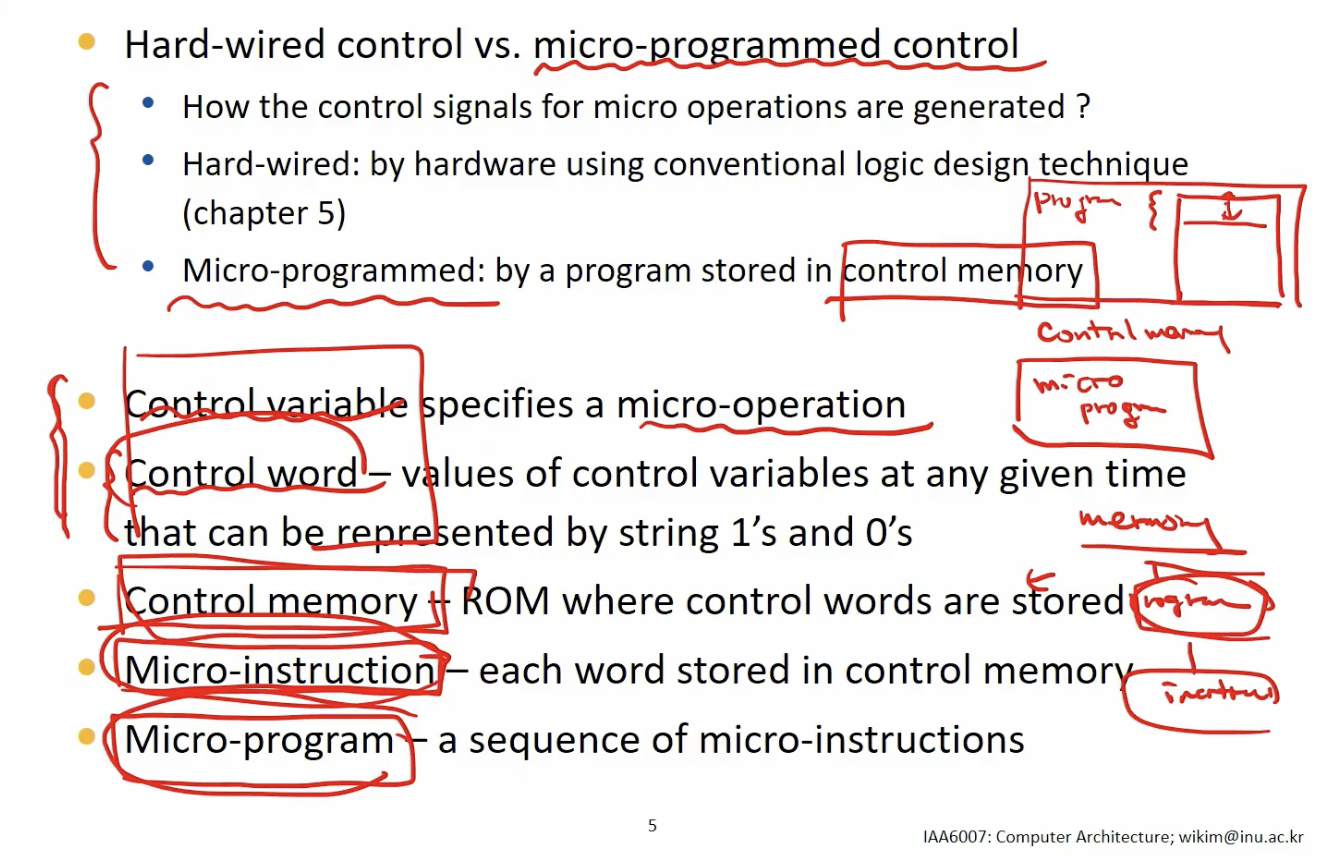 Hard-wired control vs. micro-programmed control
How the control signals for micro operations are generated ?
Hard-wired: by hardware using conventional logic design technique
(chapter 5)
program
Micro-programmed: by a program stored in control memory
Control
micro
program
Control variable specifies a micro-operation
Control word – values of control variables at any given time
that can be represented by string 1's and 0's
memory
Control memory – ROM where control words are stored
program
Micro-instruction – each word stored in control memory
Micro-program – a sequence of micro-instructions
5
IAA6007: Computer Architecture; wikim@inu.ac.kr